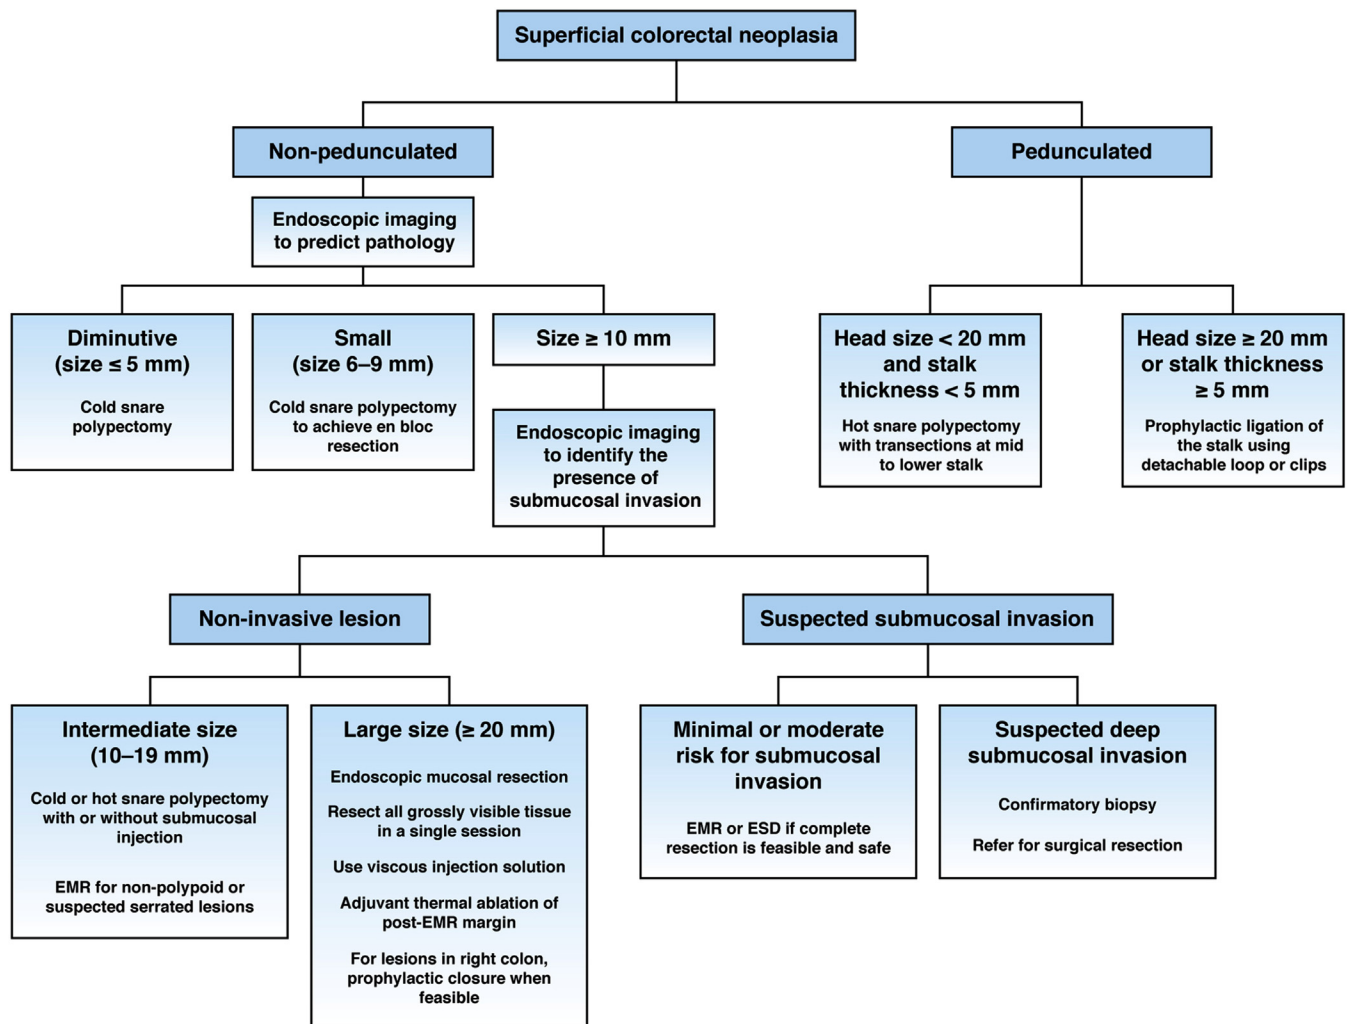 Superficial colorectal neoplasia
Non-pedunculated
Pedunculated
Endoscopic imaging
to predict pathology
Diminutive
(size ≤ 5 mm)
Cold snare
polypectomy
Small
(size 6–9 mm)
Cold snare polypectomy
to achieve en bloc
resection
Size ≥ 10 mm
Endoscopic imaging
to identify the
presence of
submucosal invasion
Head size < 20 mm
and stalk
thickness < 5 mm
Hot snare polypectomy
with transections at mid
to lower stalk
Head size ≥ 20 mm
or stalk thickness
≥ 5 mm
Prophylactic ligation of
the stalk using
detachable loop or clips
Non-invasive lesion
Suspected submucosal invasion
Intermediate size
(10–19 mm)
Cold or hot snare polypectomy
with or without submucosal
injection
EMR for non-polypoid or
suspected serrated lesions
Large size (≥ 20 mm)
Endoscopic mucosal resection
Resect all grossly visible tissue
in a single session
Use viscous injection solution
Adjuvant thermal ablation of
post-EMR margin
For lesions in right colon,
prophylactic closure when
feasible
Minimal or moderate
risk for submucosal
invasion
EMR or ESD if complete
resection is feasible and safe
Suspected deep
submucosal invasion
Confirmatory biopsy
Refer for surgical resection